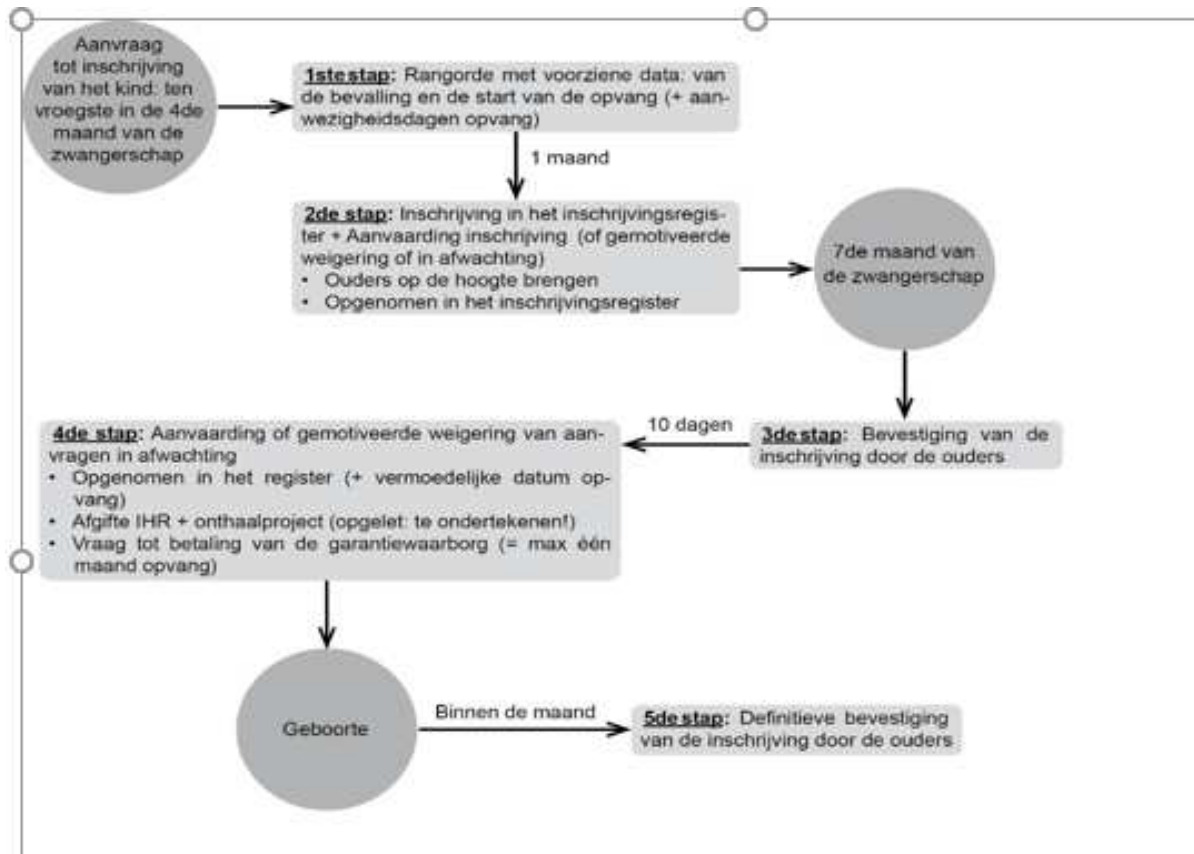 Aanvraag
tot inschrijving
van het kind: ten
vroegste in de 4de
maand van de
zwangerschap
1ste stap: Rangorde met voorziene data: van
de bevalling en de start van de opvang (+ aan-
wezigheidsdagen opvang)
1 maand
2de stap: Inschrijving in het inschrijvingsregis-
ter + Aanvaarding inschrijving (of gemotiveerde
weigering of in afwachting)
• Ouders op de hoogte brengen
• Opgenomen in het inschrijvingsregister
7de maand van
de zwangerschap
3de stap: Bevestiging van de
inschrijving door de ouders
10 dagen
4de stap: Aanvaarding of gemotiveerde weigering van aan-
vragen in afwachting
• Opgenomen in het register (+ vermoedelijke datum op-
vang)
• Afgifte IHR + onthaalproject (opgelet: te ondertekenen!)
• Vraag tot betaling van de garantiewaarborg (= max één
maand opvang)
Geboorte
Binnen de maand
5de stap: Definitieve bevestiging
van de inschrijving door de ouders